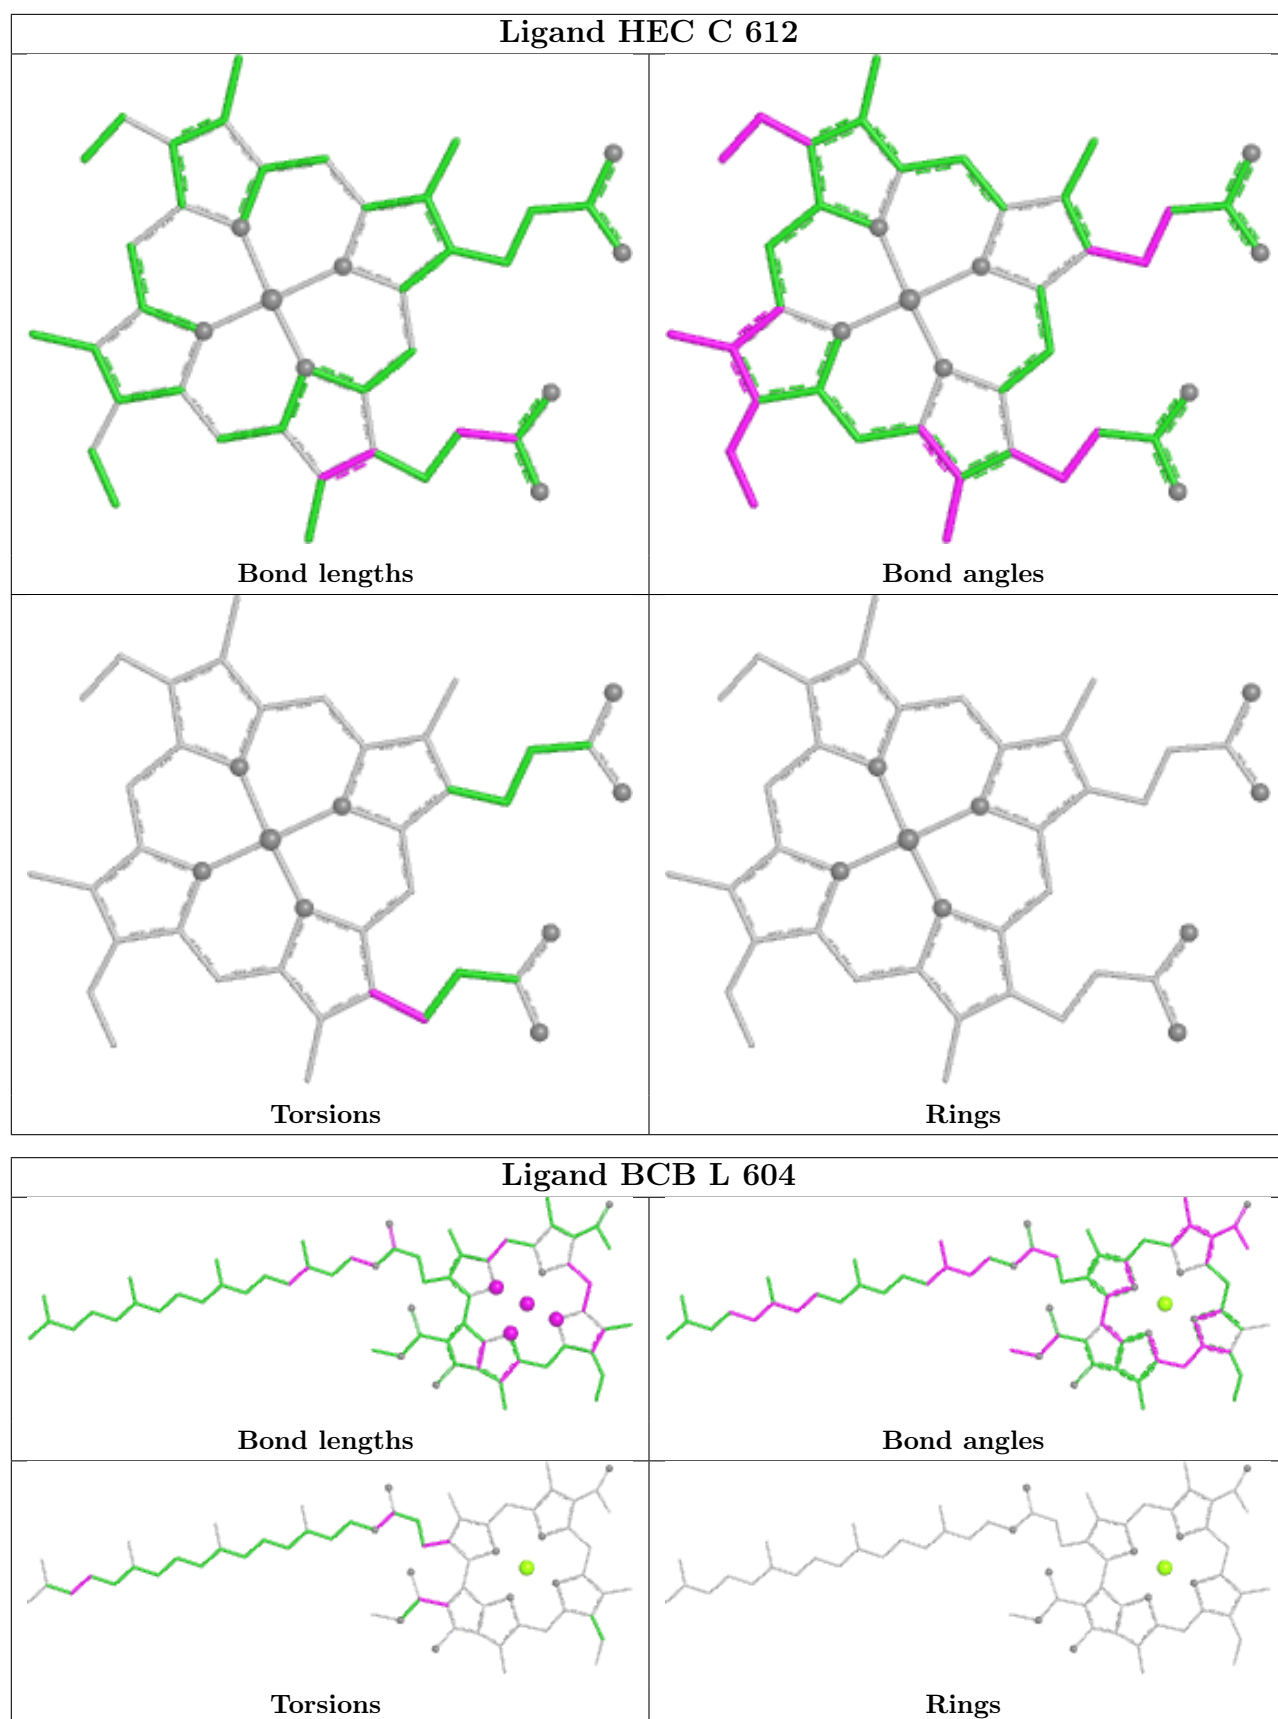 Ligand HEC C 612
Bond lengths
Bond angles
Torsions
Rings
Ligand BCB L 604
Bond lengths
Bond angles
Torsions
Rings